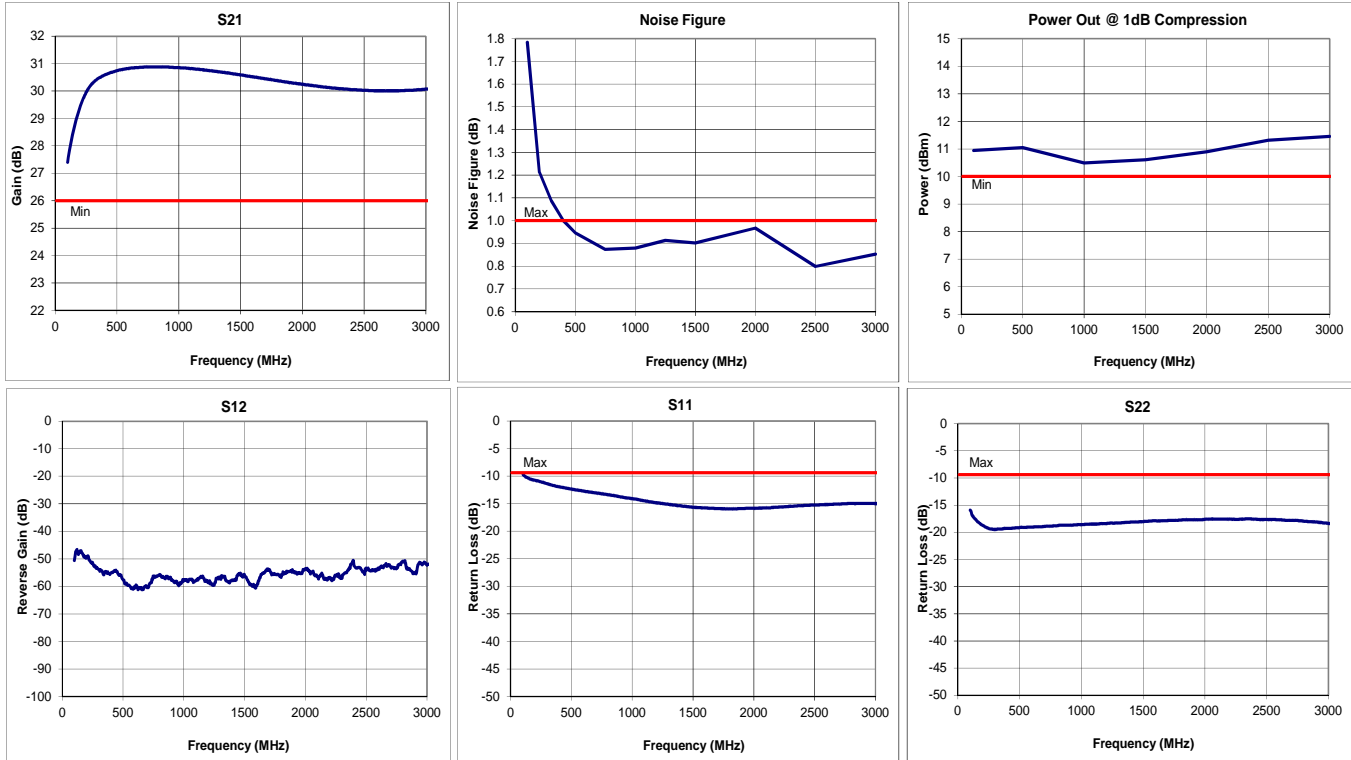 S21
32
31
30
29
28
27
26
25
24
23
22
Gain (dB)
Min
0 500 1000 1500 2000 2500 3000
Frequency (MHz)
Noise Figure
1.8
1.7
1.6
1.5
1.4
1.3
1.2
1.1
1.0
0.9
0.8
0.7
0.6
Noise Figure (dB)
Max
0 500 1000 1500 2000 2500 3000
Frequency (MHz)
Power Out @ 1dB Compression
15
14
13
12
11
10
9
8
7
6
5
Power (dBm)
Min
0 500 1000 1500 2000 2500 3000
Frequency (MHz)
S12
0
-10
-20
-30
-40
-50
-60
-70
-80
-90
-100
Reverse Gain (dB)
0 500 1000 1500 2000 2500 3000
Frequency (MHz)
S11
0
-5
-10
-15
-20
-25
-30
-35
-40
-45
-50
Return Loss (dB)
Max
0 500 1000 1500 2000 2500 3000
Frequency (MHz)
S22
0
-5
-10
-15
-20
-25
-30
-35
-40
-45
-50
Return Loss (dB)
Max
0 500 1000 1500 2000 2500 3000
Frequency (MHz)